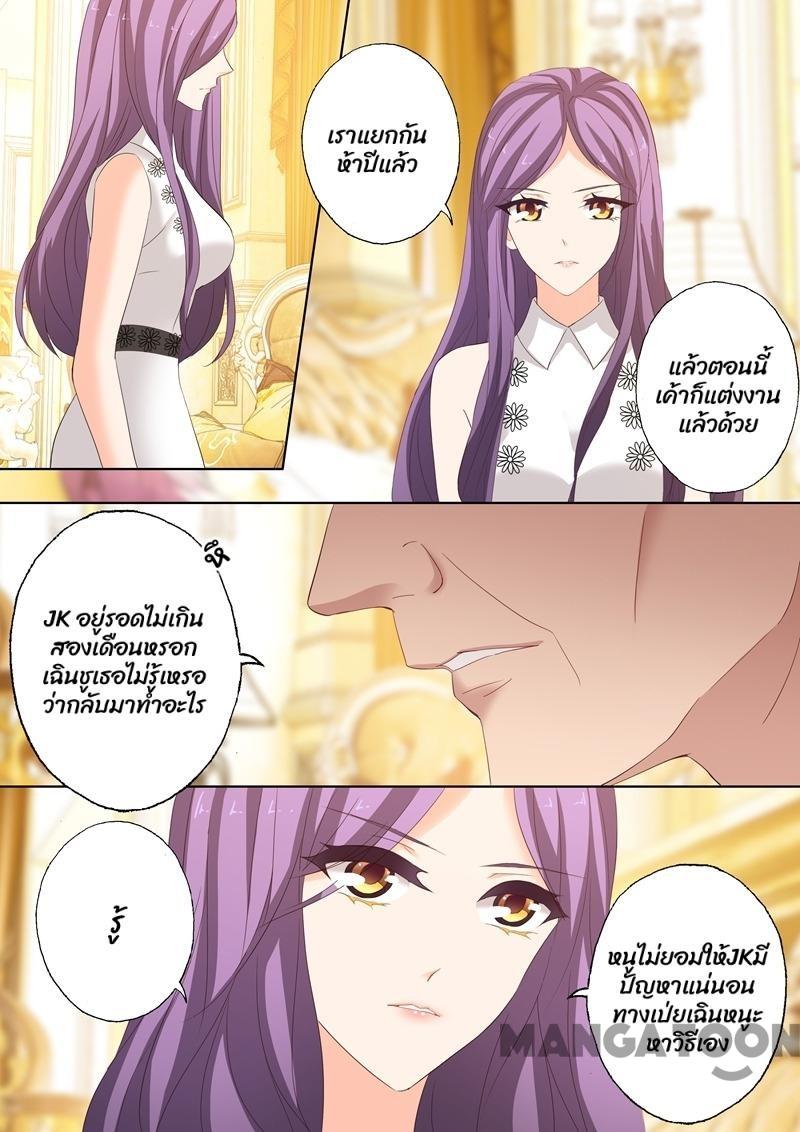 เราแยกกัน
ห้าปีแล้ว
แล้วตอนนี้
เค้าก็แต่งงาน
แล้วด้วย
หึ
JK อยู่รอดไม่เกิน
สองเดือนหรอก
เฉินซูเธอไม่รู้เหรอ
ว่ากลับมาทำอะไร
รู้
หนูไม่ยอมให้JKมี
ปัญหาแน่นอน
ทางเป่ยเฉินหนูะ
หาวิธีเอง
MANGATOON